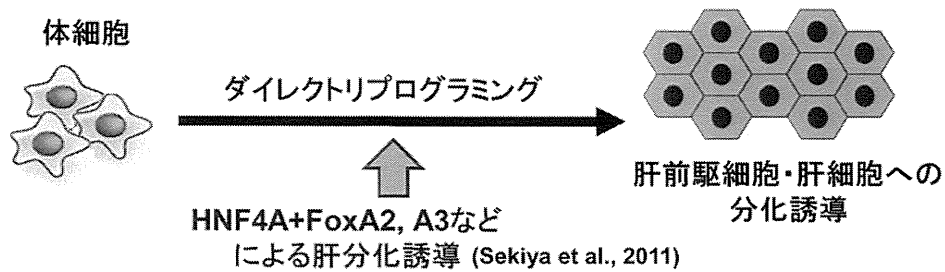 体細胞
ダイレクトリプログラミング
肝前駆細胞・肝細胞への
分化誘導
HNF4A+FoxA2, A3など
による肝分化誘導 (Sekiya et al., 2011)